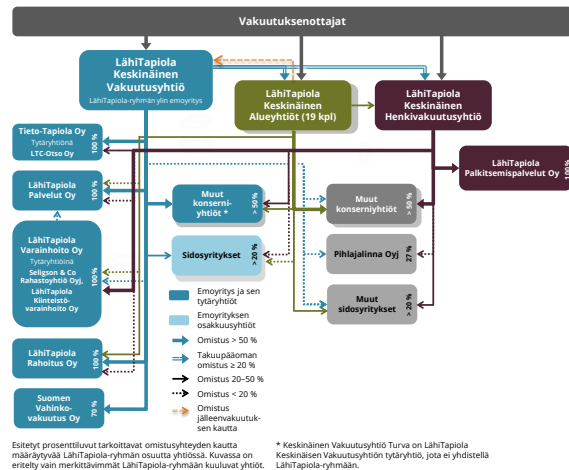 Vakuutuksenottajat
LähiTapiola
Keskinäinen
Vakuutusyhtiö
LähiTapiola-ryhmän ylin emoyritys
LähiTapiola
Keskinäinen
Alueyhtiöt (19 kpl)
LähiTapiola
Keskinäinen
Henkivakuutusyhtiö
Tieto-Tapiola Oy
Tytäryhtiönä
LTC-Otso Oy
100 %
LähiTapiola
Palkitsemispalvelut Oy
100 %
LähiTapiola
Palvelut Oy
100 %
Muut
konserni-
yhtiöt *
> 50 %
Muut
konserniyhtiöt
> 50 %
LähiTapiola
Varainhoito Oy
Tytäryhtiöinä
Seligson & Co
Rahastoyhtiö Oyj,
LähiTapiola
Kiinteistö-
varainhoito Oy
100 %
Sidosyritykset
> 20 %
Pihlajalinna Oyj
27 %
Muut
sidosyritykset
> 20 %
LähiTapiola
Rahoitus Oy
100 %
Suomen
Vahinko-
vakuutus Oy
70 %
Emoyritys ja sen
tytäryhtiöt
Emoyrityksen
osakkuusyhtiöt
Omistus > 50 %
Takuupääoman
omistus ≥ 20 %
Omistus 20–50 %
Omistus < 20 %
Omistus
jälleenvakuutuk-
sen kautta
Esitetyt prosenttiluvut tarkoittavat omistusyhteyden kautta
määräytyvää LähiTapiola-ryhmän osuutta yhtiössä. Kuvassa on
eritelty vain merkittävimmät LähiTapiola-ryhmään kuuluvat yhtiöt.
* Keskinäinen Vakuutusyhtiö Turva on LähiTapiola
Keskinäisen Vakuutusyhtiön tytäryhtiö, jota ei yhdistellä
LähiTapiola-ryhmään.